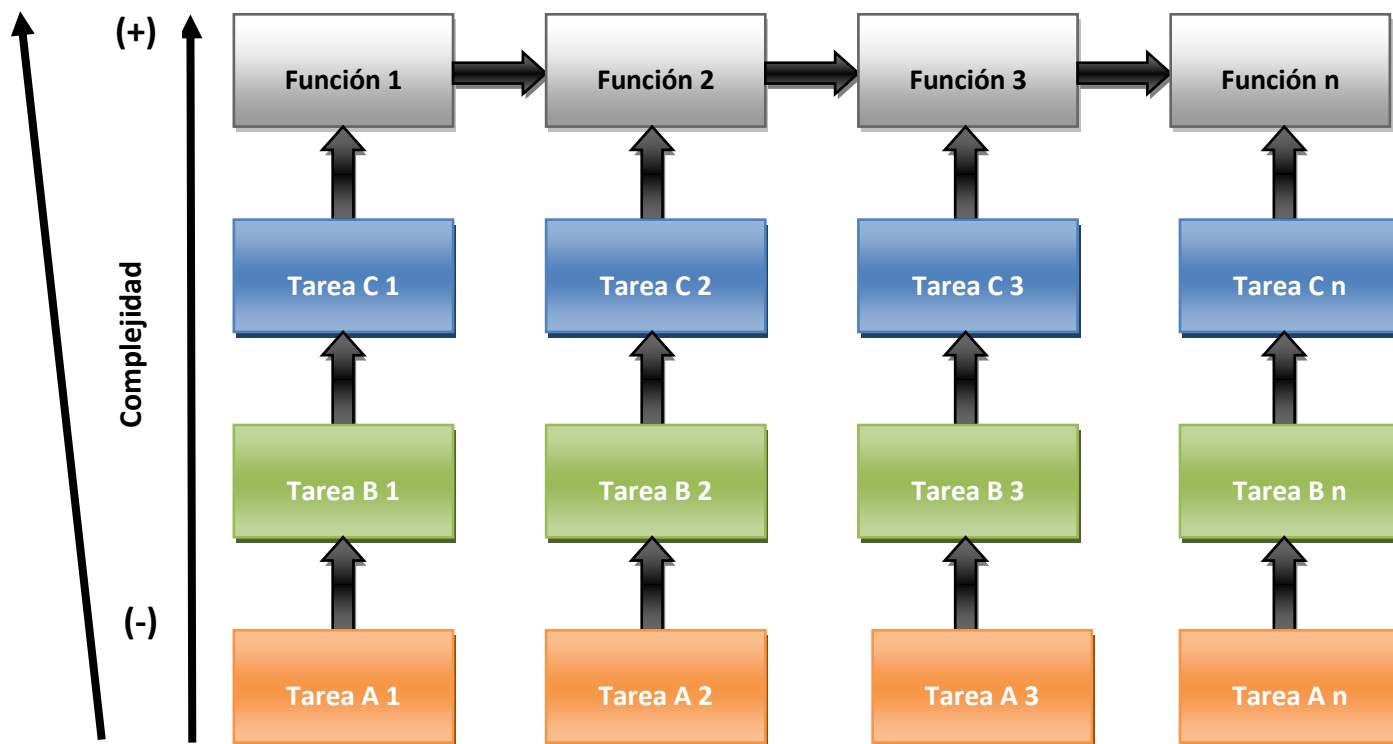 (+)
Función 1
Función 2
Función 3
Función n
Complejidad
Tarea C 1
Tarea C 2
Tarea C 3
Tarea C n
Tarea B 1
Tarea B 2
Tarea B 3
Tarea B n
(-)
Tarea A 1
Tarea A 2
Tarea A 3
Tarea A n